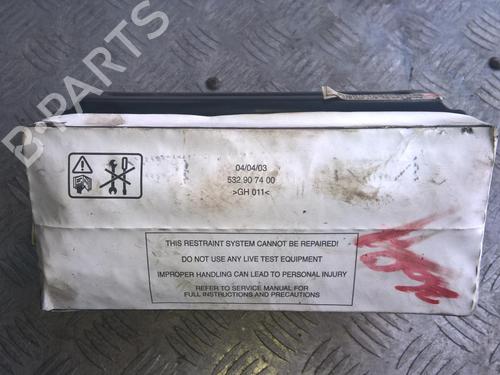 B-PARTS
04/04/03
532 90 74 00
>GH 011<
THIS RESTRAINT SYSTEM CANNOT BE REPAIRED!
DO NOT USE ANY LIVE TEST EQUIPMENT
IMPROPER HANDLING CAN LEAD TO PERSONAL INJURY
REFER TO SERVICE MANUAL FOR
FULL INSTRUCTIONS AND PRECAUTIONS